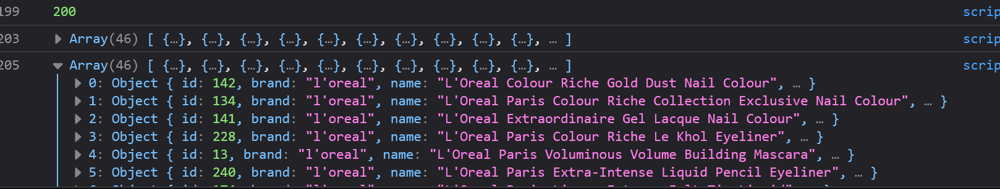 199 200 scrip
203 Array(46) [ {…}, {…}, {…}, {…}, {…}, {…}, {…}, {…}, {…}, {…}, … ] scrip
205 Array(46) [ {…}, {…}, {…}, {…}, {…}, {…}, {…}, {…}, {…}, {…}, … ] scrip
0: Object { id: 142, brand: "l'oreal", name: "L'Oreal Colour Riche Gold Dust Nail Colour", … }
1: Object { id: 134, brand: "l'oreal", name: "L'Oreal Paris Colour Riche Collection Exclusive Nail Colour", … }
2: Object { id: 141, brand: "l'oreal", name: "L'Oreal Extraordinaire Gel Lacque Nail Colour", … }
3: Object { id: 228, brand: "l'oreal", name: "L'Oreal Paris Colour Riche Le Khol Eyeliner", … }
4: Object { id: 13, brand: "l'oreal", name: "L'Oreal Paris Voluminous Volume Building Mascara", … }
5: Object { id: 240, brand: "l'oreal", name: "L'Oreal Paris Extra-Intense Liquid Pencil Eyeliner", … }